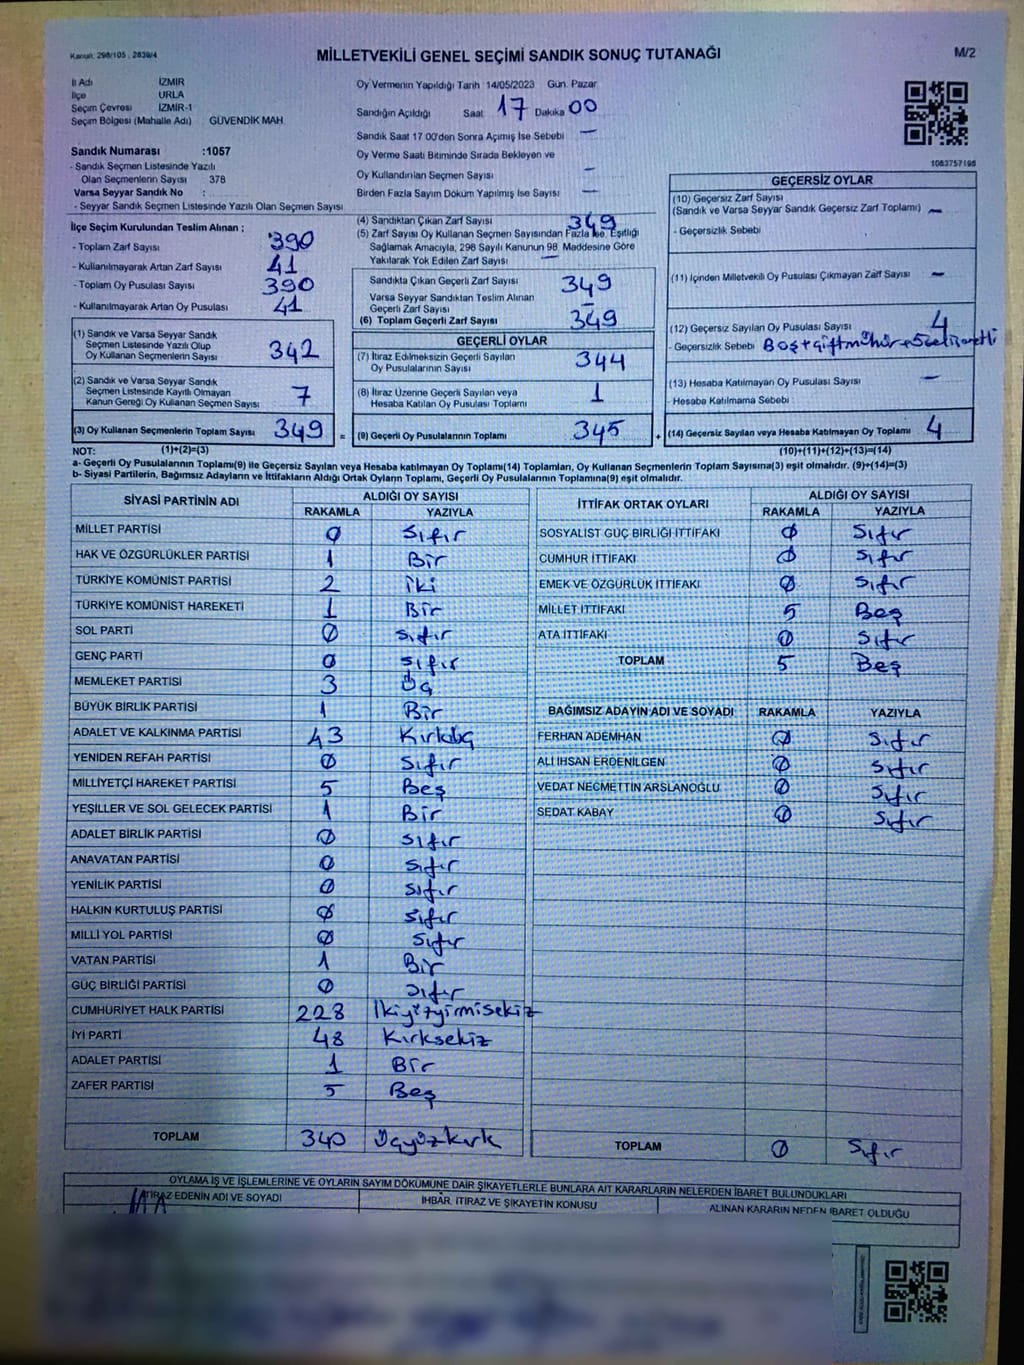 Kanun: 298/105 , 2839/4
MİLLETVEKİLİ GENEL SEÇİMİ SANDIK SONUÇ TUTANAĞI
M/2
İl Adı İZMİR
İlçe URLA
Seçim Çevresi İZMİR-1
Seçim Bölgesi (Mahalle Adı) GÜVENDİK MAH.
Sandık Numarası :1057
- Sandık Seçmen Listesinde Yazılı
Olan Seçmenlerin Sayısı 378
Varsa Seyyar Sandık No :
- Seyyar Sandık Seçmen Listesinde Yazılı Olan Seçmen Sayısı
Oy Vermenin Yapıldığı Tarih 14/05/2023 Gün. Pazar
Sandığın Açıldığı Saat 17 Dakika 00
Sandık Saat 17 00'den Sonra Açımış İse Sebebi —
Oy Verme Saati Bitiminde Sırada Bekleyen ve
Oy Kullandırılan Seçmen Sayısı —
Birden Fazla Sayım Döküm Yapılmış İse Sayısı —
1083757195
İlçe Seçim Kurulundan Teslim Alınan ;
- Toplam Zarf Sayısı 390
- Kullanılmayarak Artan Zarf Sayısı 41
- Toplam Oy Pusulası Sayısı 390
- Kullanılmayarak Artan Oy Pusulası 41
(4) Sandıktan Çıkan Zarf Sayısı 349
(5) Zarf Sayısı Oy Kullanan Seçmen Sayısından Fazla İse, Eşitliği
Sağlamak Amacıyla, 298 Sayılı Kanunun 98. Maddesine Göre
Yakılarak Yok Edilen Zarf Sayısı —
Sandıkta Çıkan Geçerli Zarf Sayısı 349
Varsa Seyyar Sandıktan Teslim Alınan
Geçerli Zarf Sayısı —
(6) Toplam Geçerli Zarf Sayısı 349
GEÇERSİZ OYLAR
(10) Geçersiz Zarf Sayısı
(Sandık ve Varsa Seyyar Sandık Geçersiz Zarf Toplamı) —
- Geçersizlik Sebebi
(11) İçinden Milletvekili Oy Pusulası Çıkmayan Zarf Sayısı —
(12) Geçersiz Sayılan Oy Pusulası Sayısı 4
- Geçersizlik Sebebi Boş+çift mühür+
(13) Hesaba Katılmayan Oy Pusulası Sayısı —
Hesaba Katılmama Sebebi :
(1) Sandık ve Varsa Seyyar Sandık
Seçmen Listesinde Yazılı Olup
Oy Kullanan Seçmenlerin Sayısı 342
(2) Sandık ve Varsa Seyyar Sandık
Seçmen Listesinde Kayıtlı Olmayan
Kanun Gereği Oy Kullanan Seçmen Sayısı 7
GEÇERLİ OYLAR
(7) İtiraz Edilmeksizin Geçerli Sayılan
Oy Pusulalarının Sayısı 344
(8) İtiraz Üzerine Geçerli Sayılan veya
Hesaba Katılan Oy Pusulası Toplamı 1
(3) Oy Kullanan Seçmenlerin Toplam Sayısı 349 = (9) Geçerli Oy Pusulalarının Toplamı 345 + (14) Geçersiz Sayılan veya Hesaba Katılmayan Oy Toplamı 4
NOT: (1)+(2)=(3) (10)+(11)+(12)+(13)=(14)
a- Geçerli Oy Pusulalarının Toplamı(9) ile Geçersiz Sayılan veya Hesaba katılmayan Oy Toplamı(14) Toplamları, Oy Kullanan Seçmenlerin Toplam Sayısına(3) eşit olmalıdır. (9)+(14)=(3)
b- Siyasi Partilerin, Bağımsız Adayların ve İttifakların Aldığı Ortak Oyların Toplamı, Geçerli Oy Pusulalarının Toplamına(9) eşit olmalıdır.
SİYASİ PARTİNİN ADI ALDIĞI OY SAYISI
RAKAMLA YAZIYLA
MİLLET PARTİSİ 0 Sıfır
HAK VE ÖZGÜRLÜKLER PARTİSİ 1 Bir
TÜRKİYE KOMÜNİST PARTİSİ 2 İki
TÜRKİYE KOMÜNİST HAREKETİ 1 Bir
SOL PARTİ 0 Sıfır
GENÇ PARTİ 0 Sıfır
MEMLEKET PARTİSİ 3 Üç
BÜYÜK BİRLİK PARTİSİ 1 Bir
ADALET VE KALKINMA PARTİSİ 43 Kırküç
YENİDEN REFAH PARTİSİ 0 Sıfır
MİLLİYETÇİ HAREKET PARTİSİ 5 Beş
YEŞİLLER VE SOL GELECEK PARTİSİ 1 Bir
ADALET BİRLİK PARTİSİ 0 Sıfır
ANAVATAN PARTİSİ 0 Sıfır
YENİLİK PARTİSİ 0 Sıfır
HALKIN KURTULUŞ PARTİSİ 0 Sıfır
MİLLİ YOL PARTİSİ 0 Sıfır
VATAN PARTİSİ 1 Bir
GÜÇ BİRLİĞİ PARTİSİ 0 Sıfır
CUMHURİYET HALK PARTİSİ 228 İkiyüzyirmisekiz
İYİ PARTİ 48 Kırksekiz
ADALET PARTİSİ 1 Bir
ZAFER PARTİSİ 5 Beş
TOPLAM 340 Üçyüzkırk
İTTİFAK ORTAK OYLARI ALDIĞI OY SAYISI
RAKAMLA YAZIYLA
SOSYALİST GÜÇ BİRLİĞİ İTTİFAKI 0 Sıfır
CUMHUR İTTİFAKI 0 Sıfır
EMEK VE ÖZGÜRLÜK İTTİFAKI 0 Sıfır
MİLLET İTTİFAKI 5 Beş
ATA İTTİFAKI 0 Sıfır
TOPLAM 5 Beş
BAĞIMSIZ ADAYIN ADI VE SOYADI RAKAMLA YAZIYLA
FERHAN ADEMHAN 0 Sıfır
ALİ İHSAN ERDENİLGEN 0 Sıfır
VEDAT NECMETTİN ARSLANOĞLU 0 Sıfır
SEDAT KABAY 0 Sıfır
TOPLAM 0 Sıfır
OYLAMA İŞ VE İŞLEMLERİNE VE OYLARIN SAYIM DÖKÜMÜNE DAİR ŞİKAYETLERLE BUNLARA AİT KARARLARIN NELERDEN İBARET BULUNDUKLARI
İTİRAZ EDENİN ADI VE SOYADI İHBAR, İTİRAZ VE ŞİKAYETİN KONUSU ALINAN KARARIN NEDEN İBARET OLDUĞU